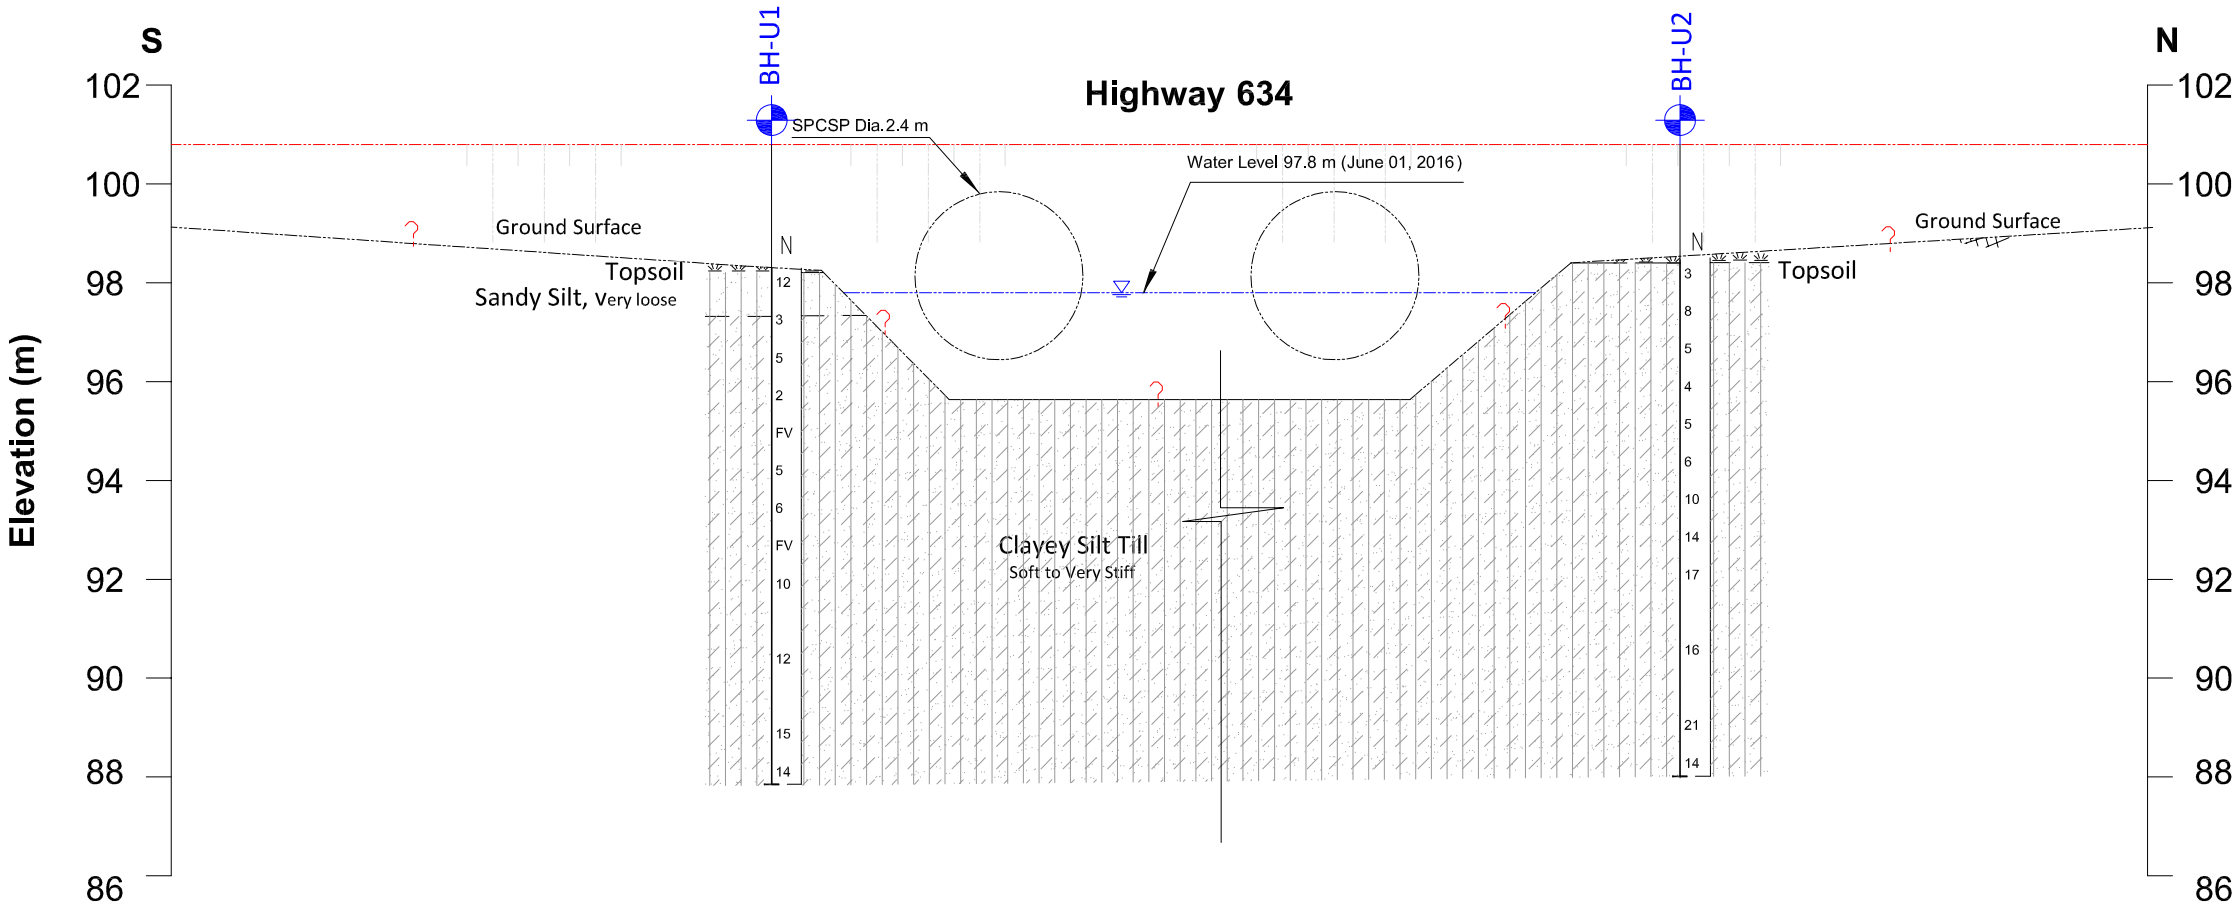 S
N
BH-U1
BH-U2
Highway 634
SPCSP Dia.2.4 m
Water Level 97.8 m (June 01, 2016)
Elevation (m)
102
100
98
96
94
92
90
88
86
102
100
98
96
94
92
90
88
86
?
Ground Surface
Topsoil
Sandy Silt, Very loose
N
12
3
5
2
FV
5
6
FV
10
12
15
14
?
?
?
Clayey Silt Till
Soft to Very Stiff
N
3
8
5
4
5
6
10
14
17
16
21
14
?
Ground Surface
Topsoil